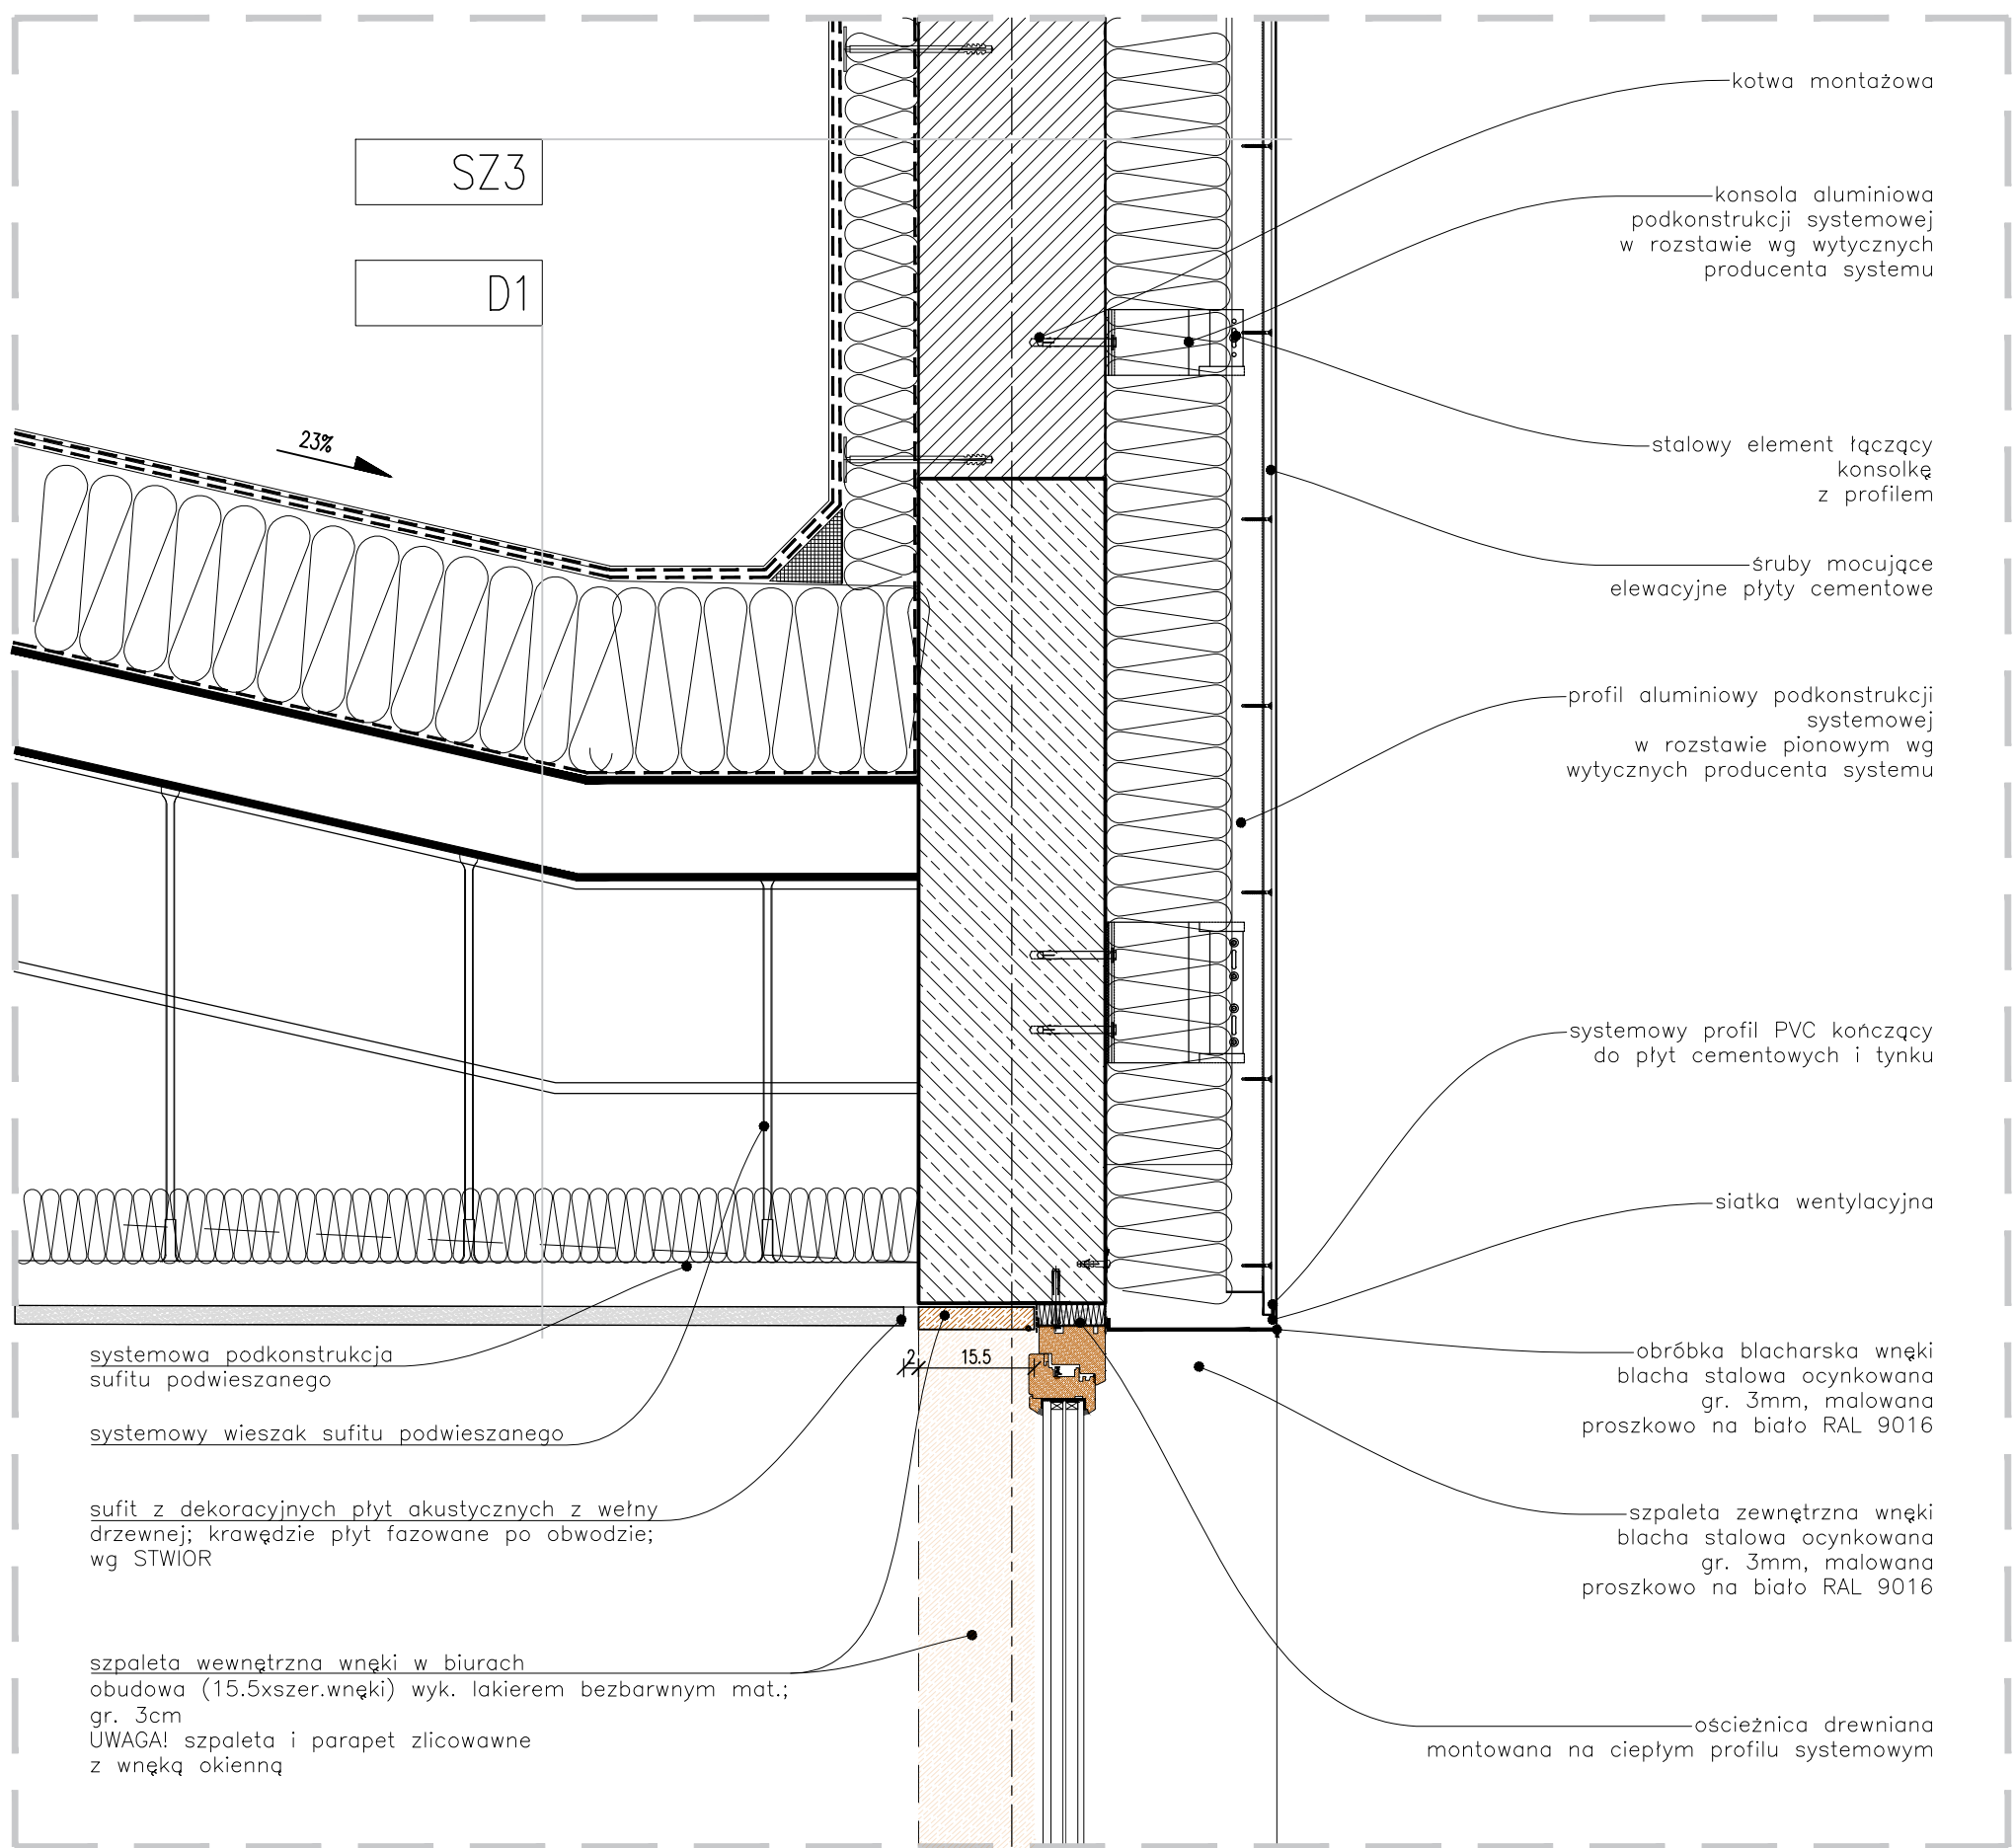 SZ3
D1
23%
kotwa montażowa
konsola aluminiowa
podkonstrukcji systemowej
w rozstawie wg wytycznych
producenta systemu
stalowy element łączący
konsolkę
z profilem
śruby mocujące
elewacyjne płyty cementowe
profil aluminiowy podkonstrukcji
systemowej
w rozstawie pionowym wg
wytycznych producenta systemu
systemowy profil PVC kończący
do płyt cementowych i tynku
siatka wentylacyjna
obróbka blacharska wnęki
blacha stalowa ocynkowana
gr. 3mm, malowana
proszkowo na biało RAL 9016
szpaleta zewnętrzna wnęki
blacha stalowa ocynkowana
gr. 3mm, malowana
proszkowo na biało RAL 9016
ościeżnica drewniana
montowana na ciepłym profilu systemowym
2
15.5
systemowa podkonstrukcja
sufitu podwieszanego
systemowy wieszak sufitu podwieszanego
sufit z dekoracyjnych płyt akustycznych z wełny
drzewnej; krawędzie płyt fazowane po obwodzie;
wg STWIOR
szpaleta wewnętrzna wnęki w biurach
obudowa (15.5xszer.wnęki) wyk. lakierem bezbarwnym mat.;
gr. 3cm
UWAGA! szpaleta i parapet zlicowawne
z wnęką okienną